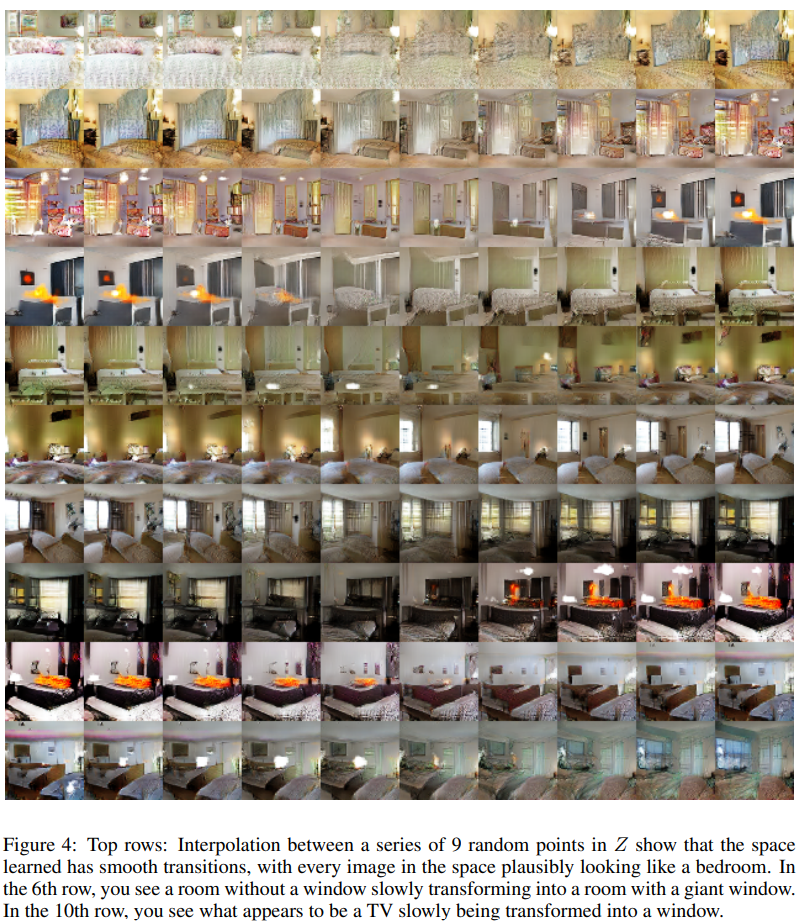 Figure 4: Top rows: Interpolation between a series of 9 random points in Z show that the space
learned has smooth transitions, with every image in the space plausibly looking like a bedroom. In
the 6th row, you see a room without a window slowly transforming into a room with a giant window.
In the 10th row, you see what appears to be a TV slowly being transformed into a window.